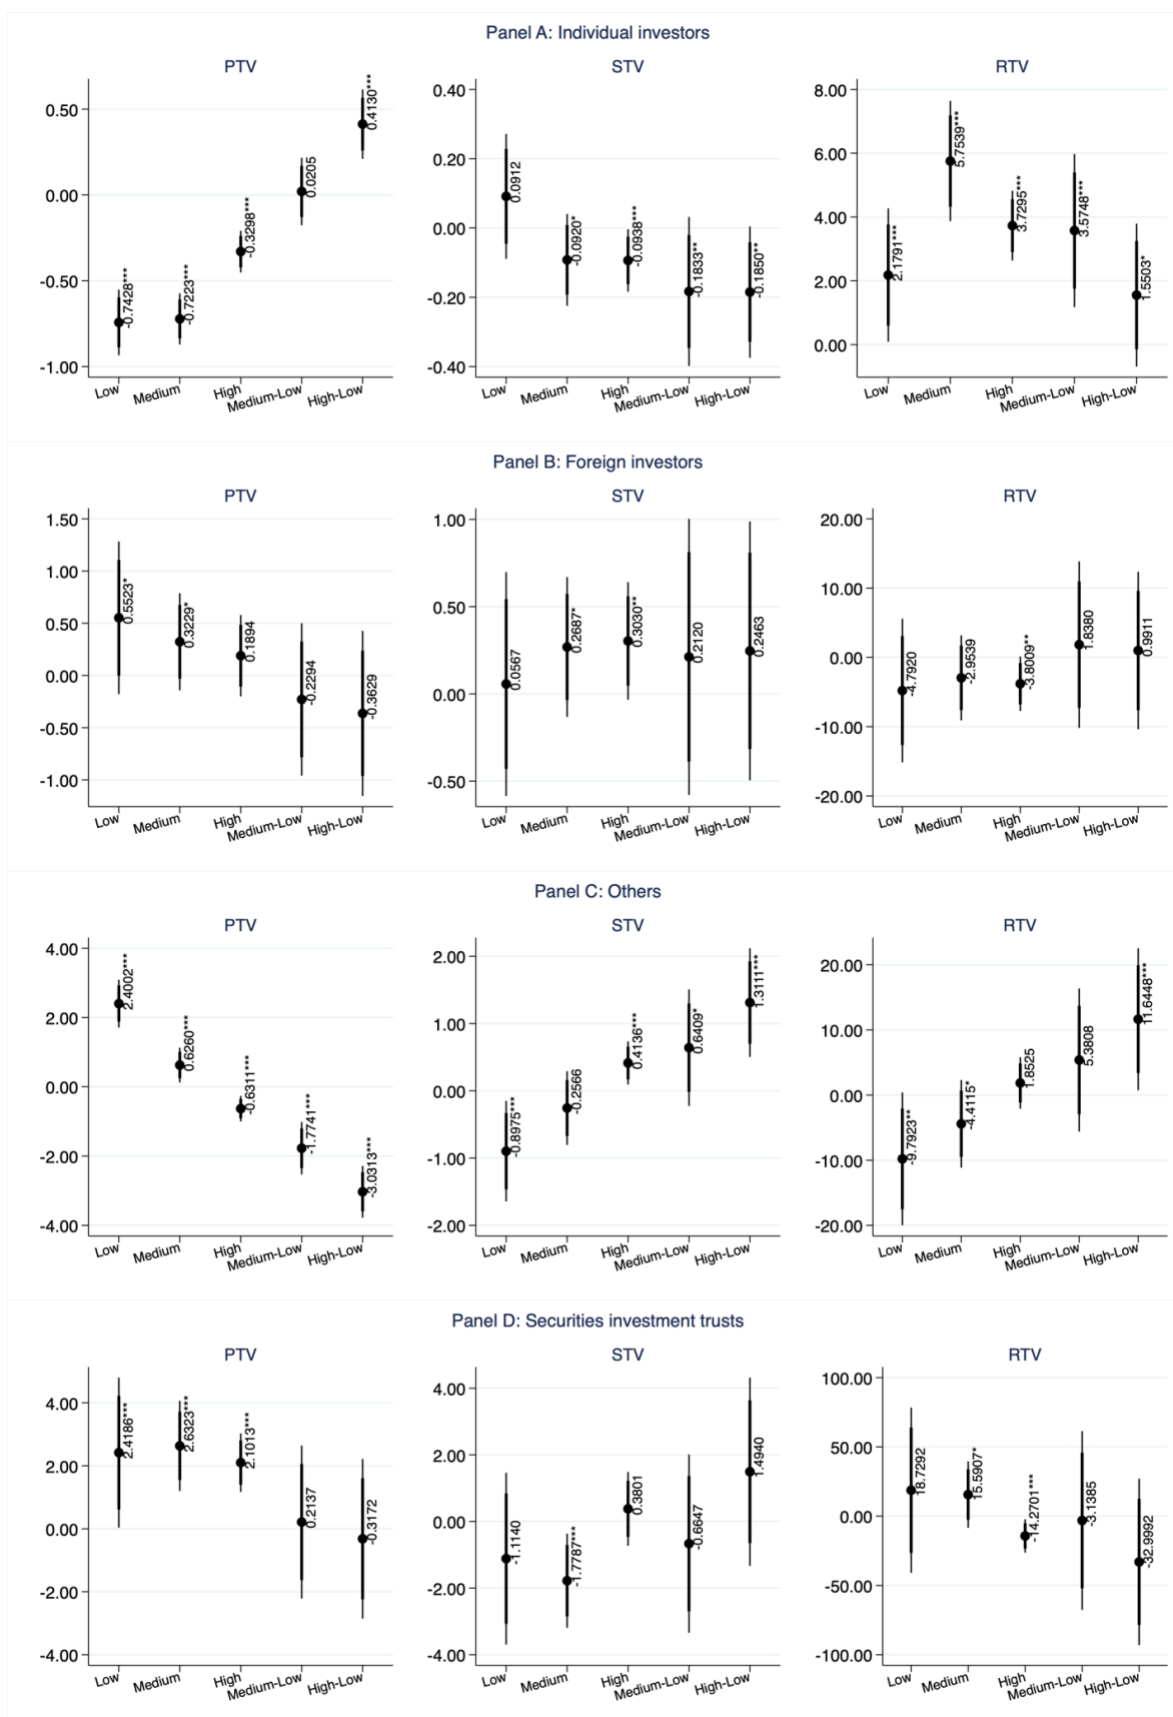 Panel A: Individual investors
PTV
STV
RTV
0.50
0.00
-0.50
-1.00
-0.7428***
-0.7223***
-0.3298***
0.0205
0.4130***
Low
Medium
High
Medium-Low
High-Low
0.40
0.20
0.00
-0.20
-0.40
0.0912
-0.0920*
-0.0938***
-0.1833**
-0.1850**
Low
Medium
High
Medium-Low
High-Low
8.00
6.00
4.00
2.00
0.00
2.1791***
5.7539***
3.7295***
3.5748***
1.5503*
Low
Medium
High
Medium-Low
High-Low
Panel B: Foreign investors
PTV
STV
RTV
1.50
1.00
0.50
0.00
-0.50
-1.00
0.5523*
0.3229*
0.1894
-0.2294
-0.3629
Low
Medium
High
Medium-Low
High-Low
1.00
0.50
0.00
-0.50
0.0567
0.2687*
0.3030**
0.2120
0.2463
Low
Medium
High
Medium-Low
High-Low
20.00
10.00
0.00
-10.00
-20.00
-4.7920
-2.9539
-3.8009**
1.8380
0.9911
Low
Medium
High
Medium-Low
High-Low
Panel C: Others
PTV
STV
RTV
4.00
2.00
0.00
-2.00
-4.00
2.4002***
0.6260***
-0.6311***
-1.7741***
-3.0313***
Low
Medium
High
Medium-Low
High-Low
2.00
1.00
0.00
-1.00
-2.00
-0.8975***
-0.2566
0.4136***
0.6409*
1.3111***
Low
Medium
High
Medium-Low
High-Low
20.00
10.00
0.00
-10.00
-20.00
-9.7923**
-4.4115*
1.8525
5.3808
11.6448***
Low
Medium
High
Medium-Low
High-Low
Panel D: Securities investment trusts
PTV
STV
RTV
4.00
2.00
0.00
-2.00
-4.00
2.4186***
2.6323***
2.1013***
0.2137
-0.3172
Low
Medium
High
Medium-Low
High-Low
4.00
2.00
0.00
-2.00
-4.00
-1.1140
-1.7787***
0.3801
-0.6647
1.4940
Low
Medium
High
Medium-Low
High-Low
100.00
50.00
0.00
-50.00
-100.00
18.7292
15.5907*
-14.2701***
-3.1385
-32.9992
Low
Medium
High
Medium-Low
High-Low